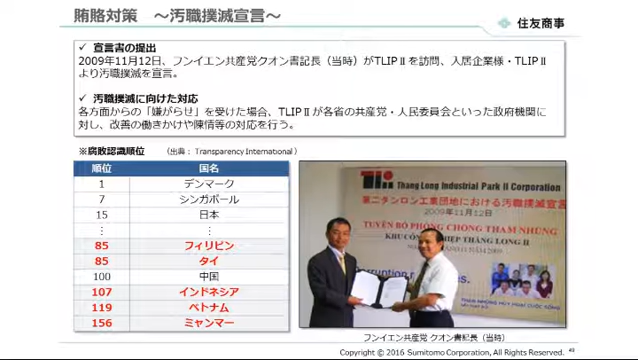 賄賂対策 ～汚職撲滅宣言～
住友商事
✓ 宣言書の提出
2009年11月12日、フンイエン共産党クオン書記長（当時）がTLIPⅡを訪問、入居企業様・TLIPⅡ
より汚職撲滅を宣言。
✓ 汚職撲滅に向けた対応
各方面からの「嫌がらせ」を受けた場合、TLIPⅡが各省の共産党・人民委員会といった政府機関に
対し、改善の働きかけや陳情等の対応を行う。
※腐敗認識順位 （出典：Transparency International）
順位 国名
1 デンマーク
7 シンガポール
15 日本
： ：
85 フィリピン
85 タイ
100 中国
107 インドネシア
119 ベトナム
156 ミャンマー
Thang Long Industrial Park II Corporation
第二タンロン工業団地における汚職撲滅宣言
2009年11月12日
TUYÊN BỐ PHÒNG CHỐNG THAM NHŨNG
KHU CÔNG NGHIỆP THĂNG LONG II
フンイエン共産党 クオン書記長（当時）
Copyright © 2016 Sumitomo Corporation, All Rights Reserved.